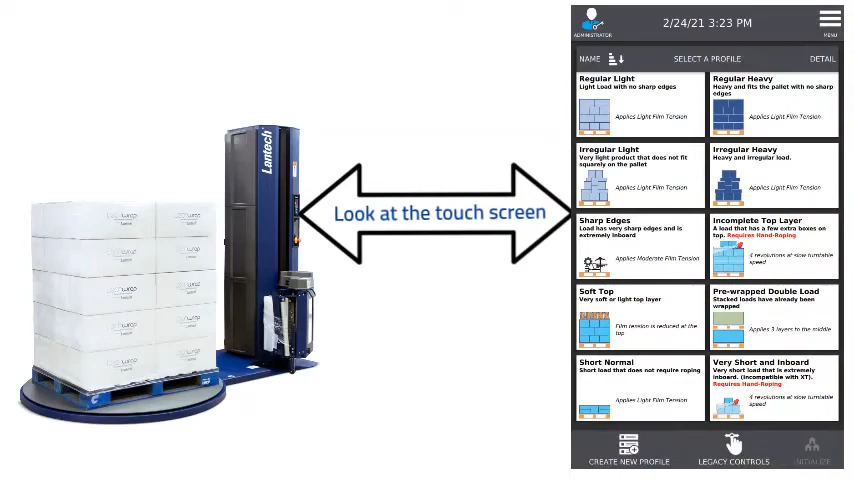 2/24/21 3:23 PM
ADMINISTRATOR
MENU
NAME
SELECT A PROFILE
DETAIL
Regular Light
Light Load with no sharp edges
Applies Light Film Tension
Regular Heavy
Heavy and fits the pallet with no sharp
edges
Applies Light Film Tension
Irregular Light
Very light product that does not fit
squarely on the pallet
Applies Light Film Tension
Irregular Heavy
Heavy and irregular load.
Applies Light Film Tension
Lantech
Look at the touch screen
Sharp Edges
Load has very sharp edges and is
extremely inboard
Applies Moderate Film Tension
Incomplete Top Layer
A load that has a few extra boxes on
top. Requires Hand-Roping
4 revolutions at slow turntable
speed
Soft Top
Very soft or light top layer
Film tension is reduced at the
top
Pre-wrapped Double Load
Stacked loads have already been
wrapped
Applies 3 layers to the middle
Short Normal
Short load that does not require roping
Applies Light Film Tension
Very Short and Inboard
Very short load that is extremely
inboard. (Incompatible with XT).
Requires Hand-Roping
4 revolutions at slow turntable
speed
CREATE NEW PROFILE
LEGACY CONTROLS
INITIALIZE